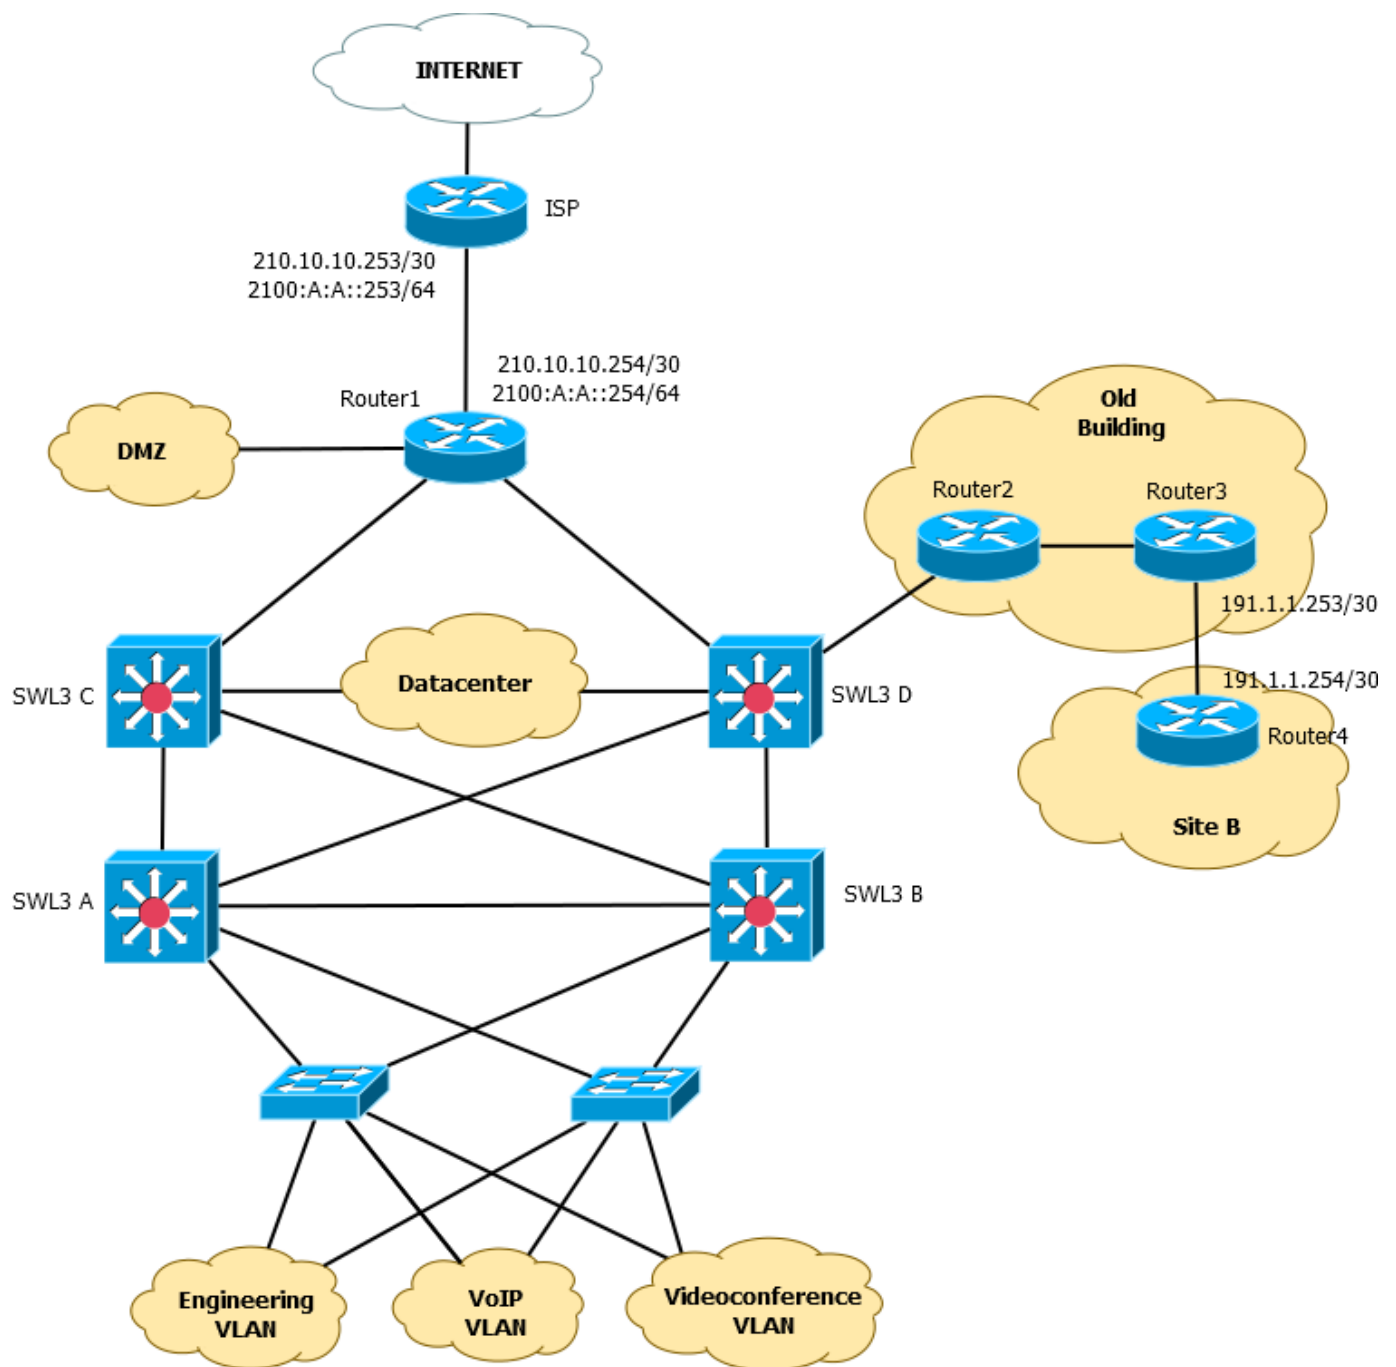 INTERNET
ISP
210.10.10.253/30
2100:A:A::253/64
210.10.10.254/30
2100:A:A::254/64
Router1
DMZ
Old
Building
Router2
Router3
191.1.1.253/30
191.1.1.254/30
Router4
Site B
SWL3 C
Datacenter
SWL3 D
SWL3 A
SWL3 B
Engineering
VLAN
VoIP
VLAN
Videoconference
VLAN